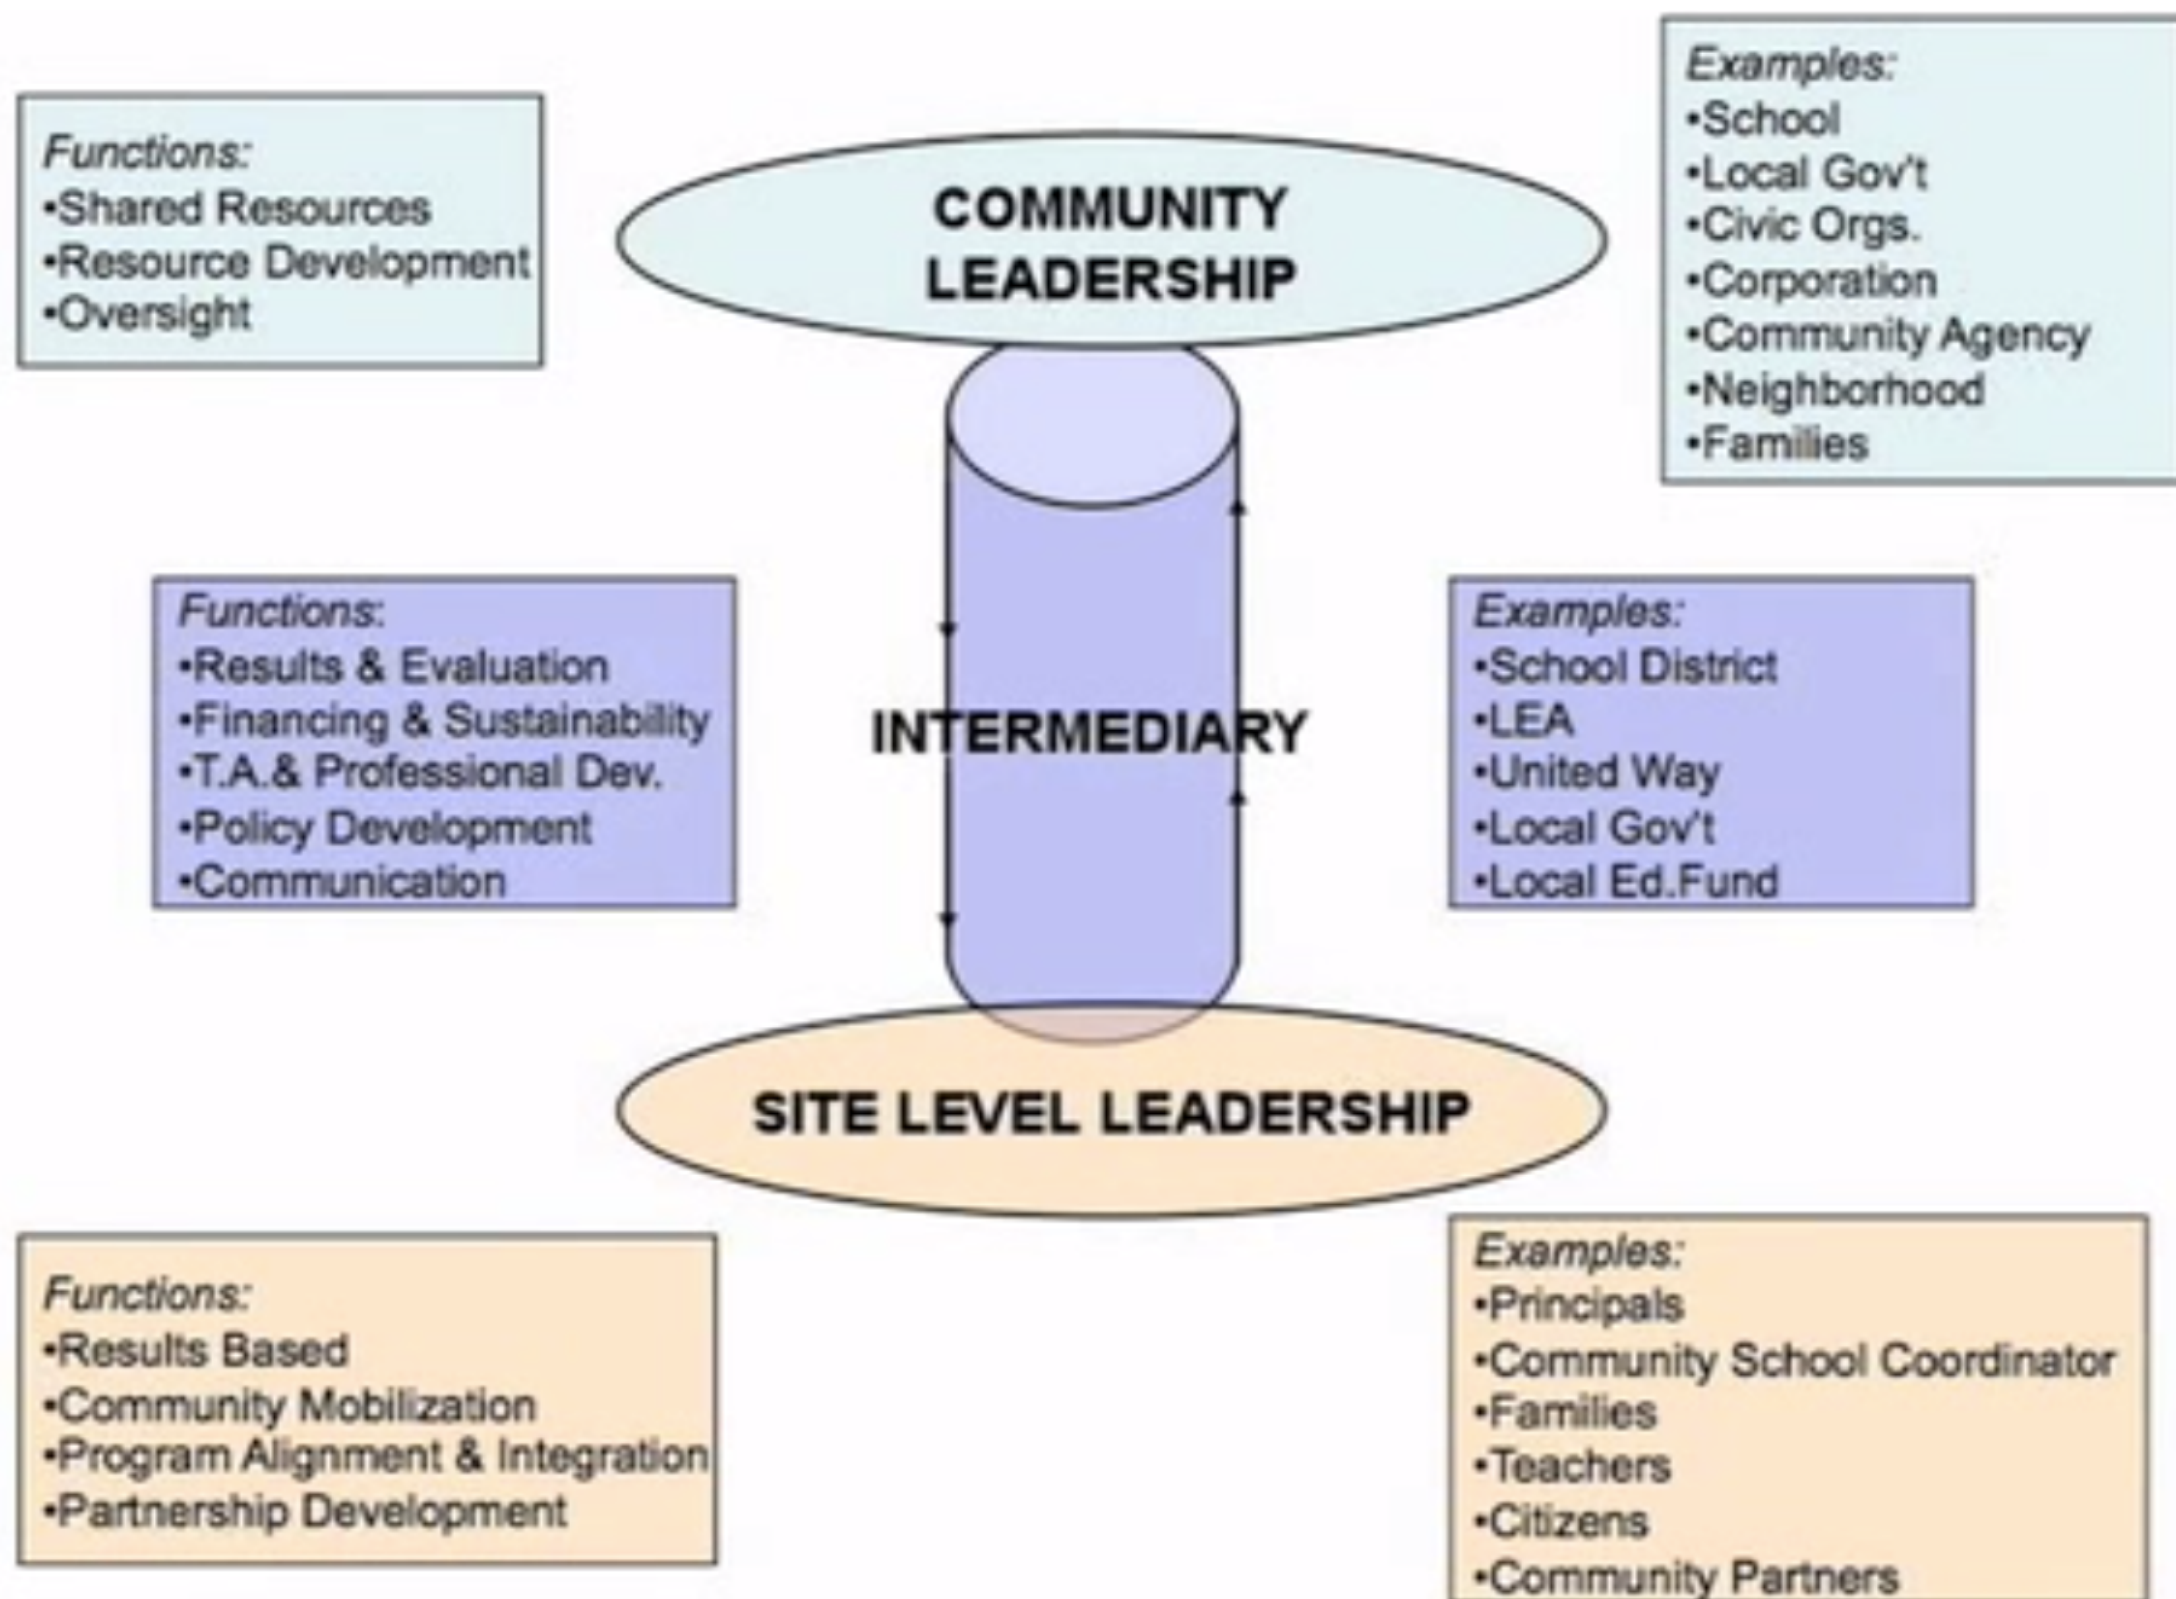 Functions:
•Shared Resources
•Resource Development
•Oversight
COMMUNITY
LEADERSHIP
Examples:
•School
•Local Gov't
•Civic Orgs.
•Corporation
•Community Agency
•Neighborhood
•Families
Functions:
•Results & Evaluation
•Financing & Sustainability
•T.A.& Professional Dev.
•Policy Development
•Communication
INTERMEDIARY
Examples:
•School District
•LEA
•United Way
•Local Gov't
•Local Ed.Fund
SITE LEVEL LEADERSHIP
Functions:
•Results Based
•Community Mobilization
•Program Alignment & Integration
•Partnership Development
Examples:
•Principals
•Community School Coordinator
•Families
•Teachers
•Citizens
•Community Partners